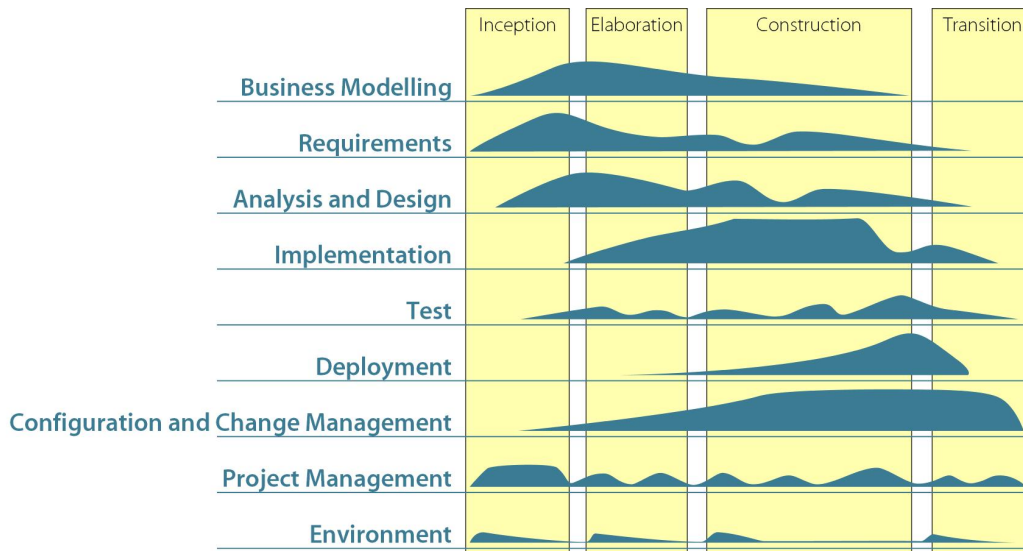 Inception Elaboration Construction Transition
Business Modelling
Requirements
Analysis and Design
Implementation
Test
Deployment
Configuration and Change Management
Project Management
Environment